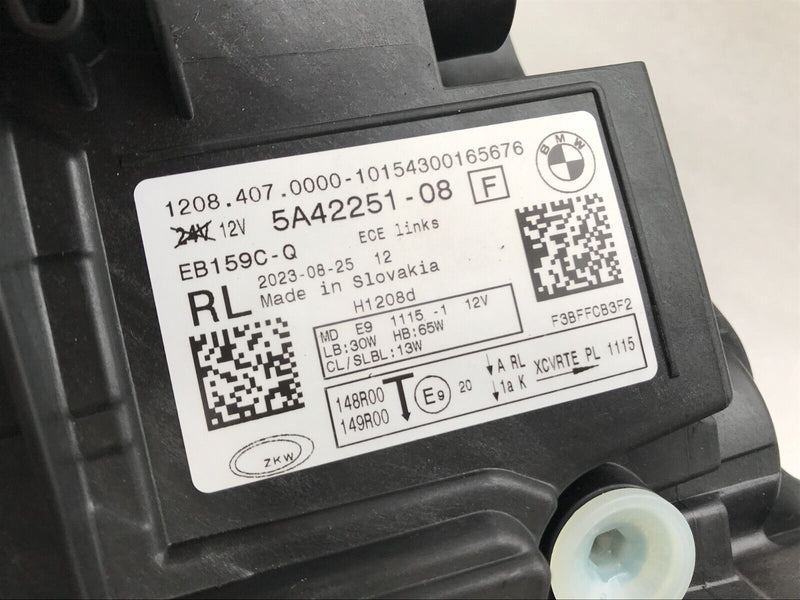 1208.407.0000-10154300165676
BMW
24V 12V 5A42251-08 F
ECE links
EB159C-Q
2023-08-25 12
RL Made in Slovakia
H1208d
MD E9 1115 -1 12V
LB:30W HB:65W
CL/SLBL:13W
F3BFFCB3F2
148R00
149R00
E9 20
↓A RL
↓1a K
XCVRTE PL 1115
ZKW